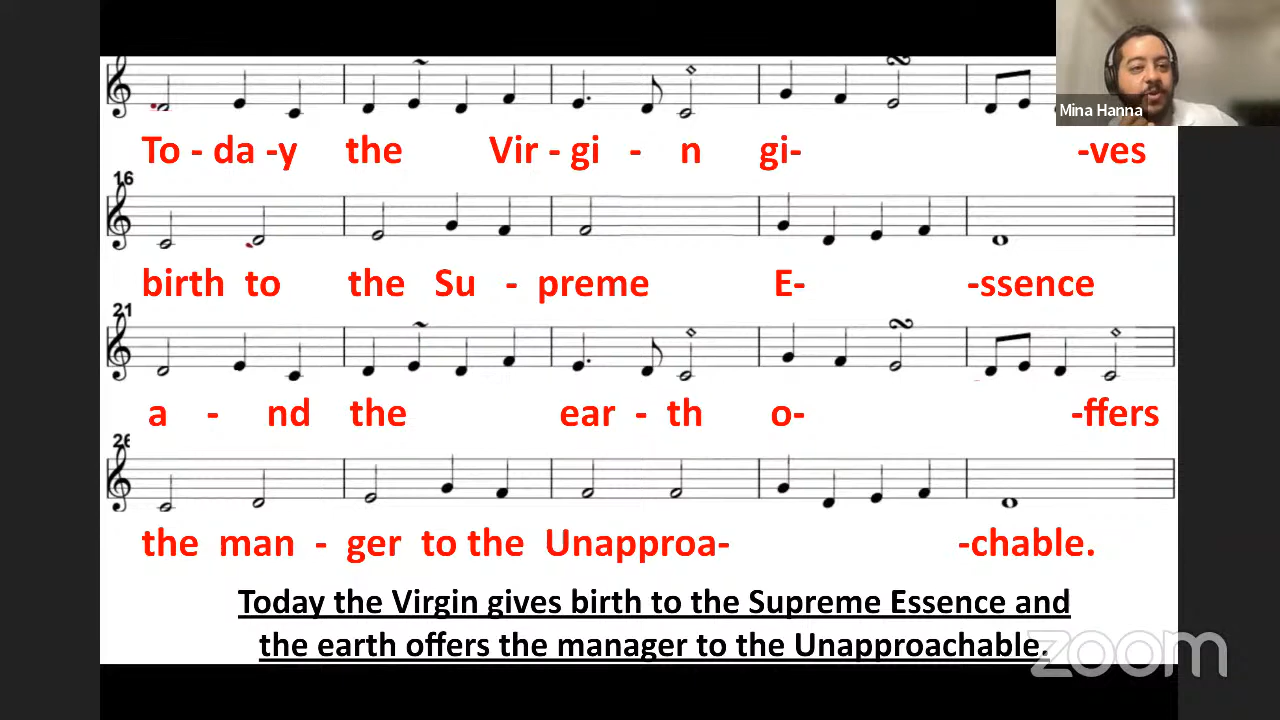 Mina Hanna
To - da -y the Vir - gi - n gi- -ves
16
birth to the Su - preme E- -ssence
21
a - nd the ear - th o- -ffers
26
the man - ger to the Unapproa- -chable.
Today the Virgin gives birth to the Supreme Essence and
the earth offers the manager to the Unapproachable.
zoom